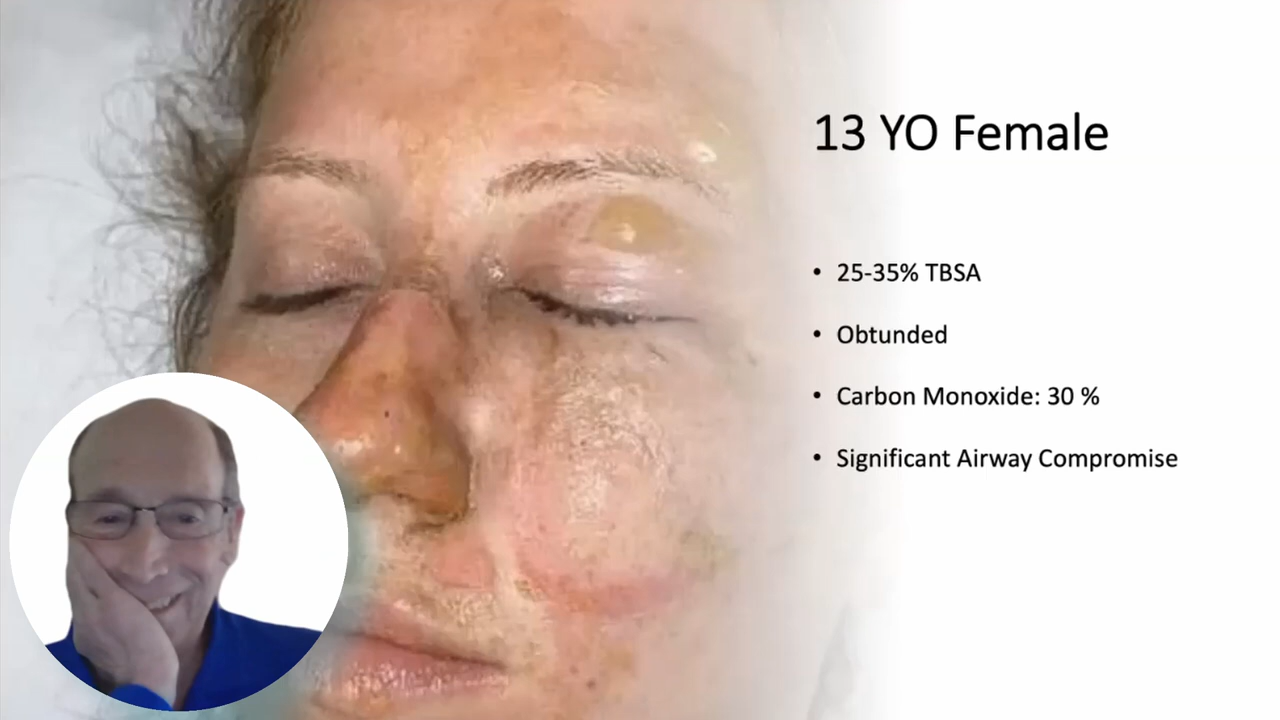 13 YO Female
• 25-35% TBSA
• Obtunded
• Carbon Monoxide: 30 %
• Significant Airway Compromise